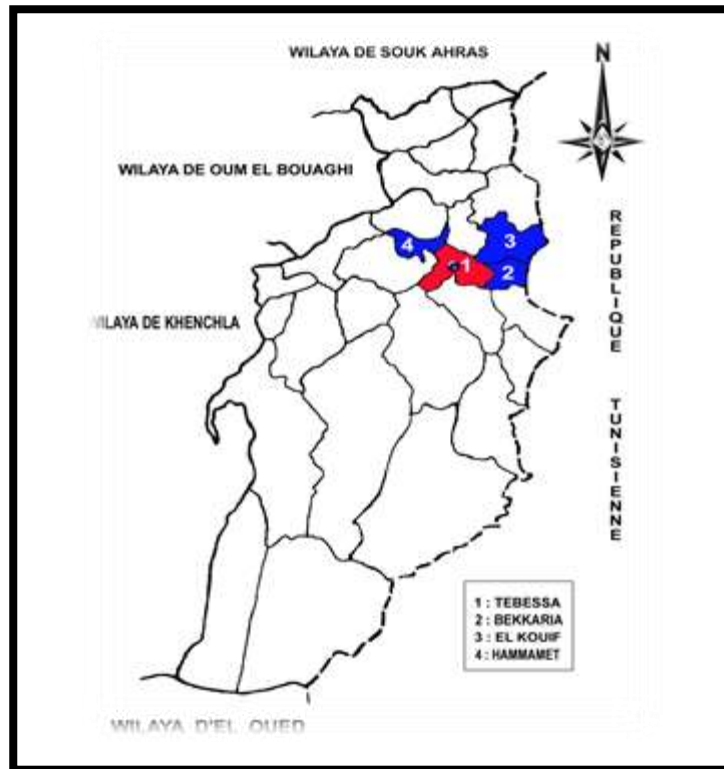 WILAYA DE SOUK AHRAS
N
WILAYA DE OUM EL BOUAGHI
REPUBLIQUE
TUNISIENNE
4
3
1
2
WILAYA DE KHENCHLA
1 : TEBESSA
2 : BEKKARIA
3 : EL KOUIF
4 : HAMMAMET
WILAYA D'EL OUED